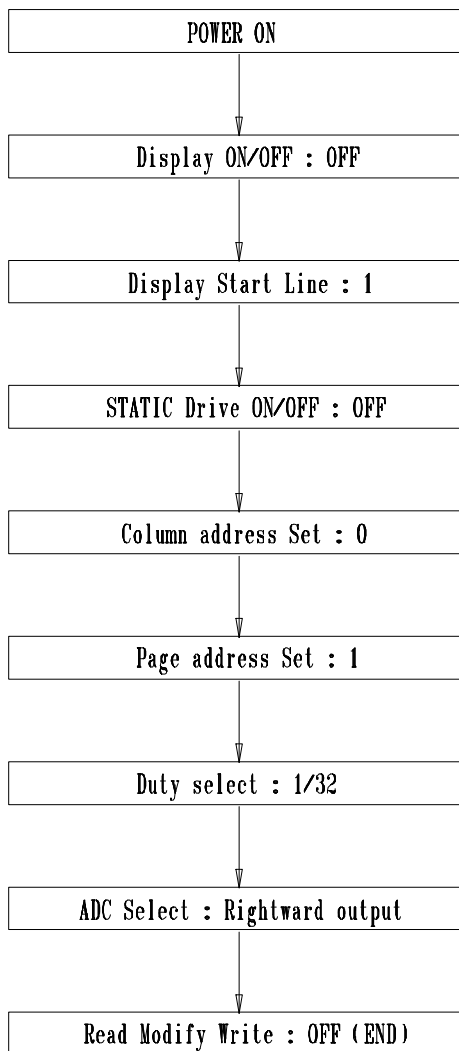 POWER ON
Display ON/OFF : OFF
Display Start Line : 1
STATIC Drive ON/OFF : OFF
Column address Set : 0
Page address Set : 1
Duty select : 1/32
ADC Select : Rightward output
Read Modify Write : OFF (END)